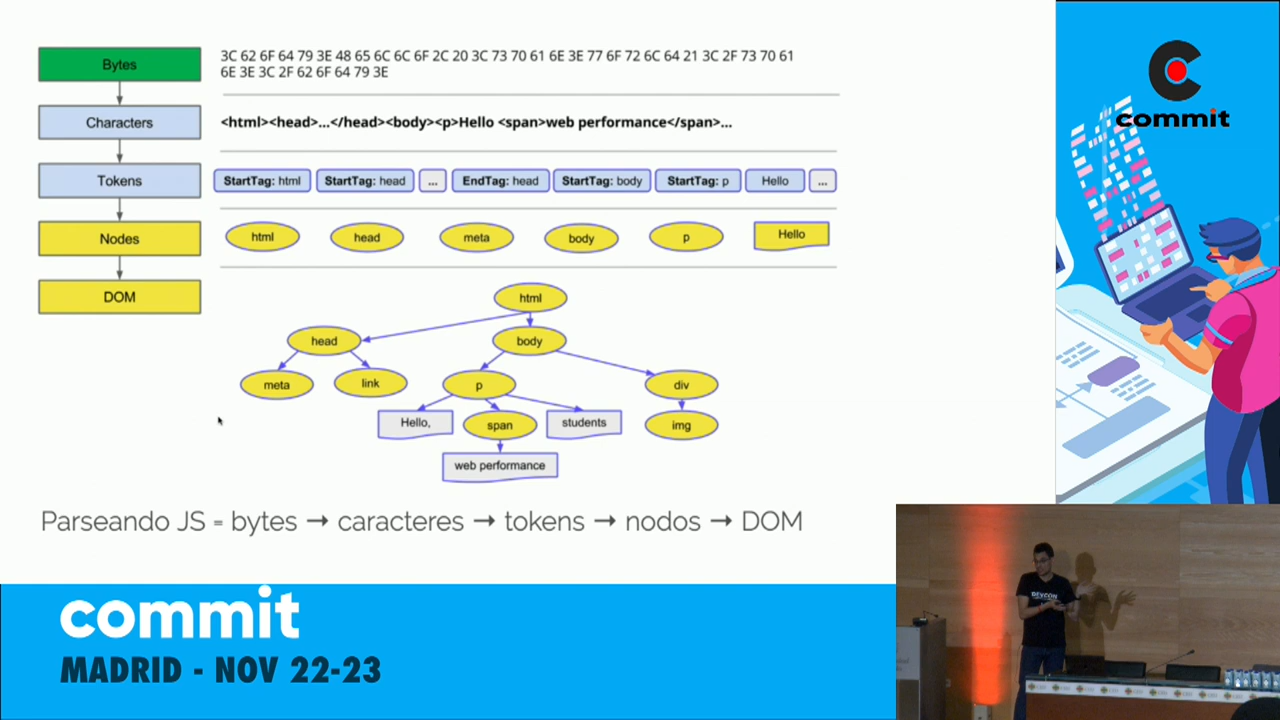 Bytes
3C 62 6F 64 79 3E 48 65 6C 6C 6F 2C 20 3C 73 70 61 6E 3E 77 6F 72 6C 64 21 3C 2F 73 70 61
6E 3E 3C 2F 62 6F 64 79 3E
Characters
<html><head>...</head><body><p>Hello <span>web performance</span>...
Tokens
StartTag: html
StartTag: head
...
EndTag: head
StartTag: body
StartTag: p
Hello
...
Nodes
html
head
meta
body
p
Hello
DOM
html
head
body
meta
link
p
div
Hello,
span
students
img
web performance
Parseando JS = bytes → caracteres → tokens → nodos → DOM
commit
commit
MADRID - NOV 22-23